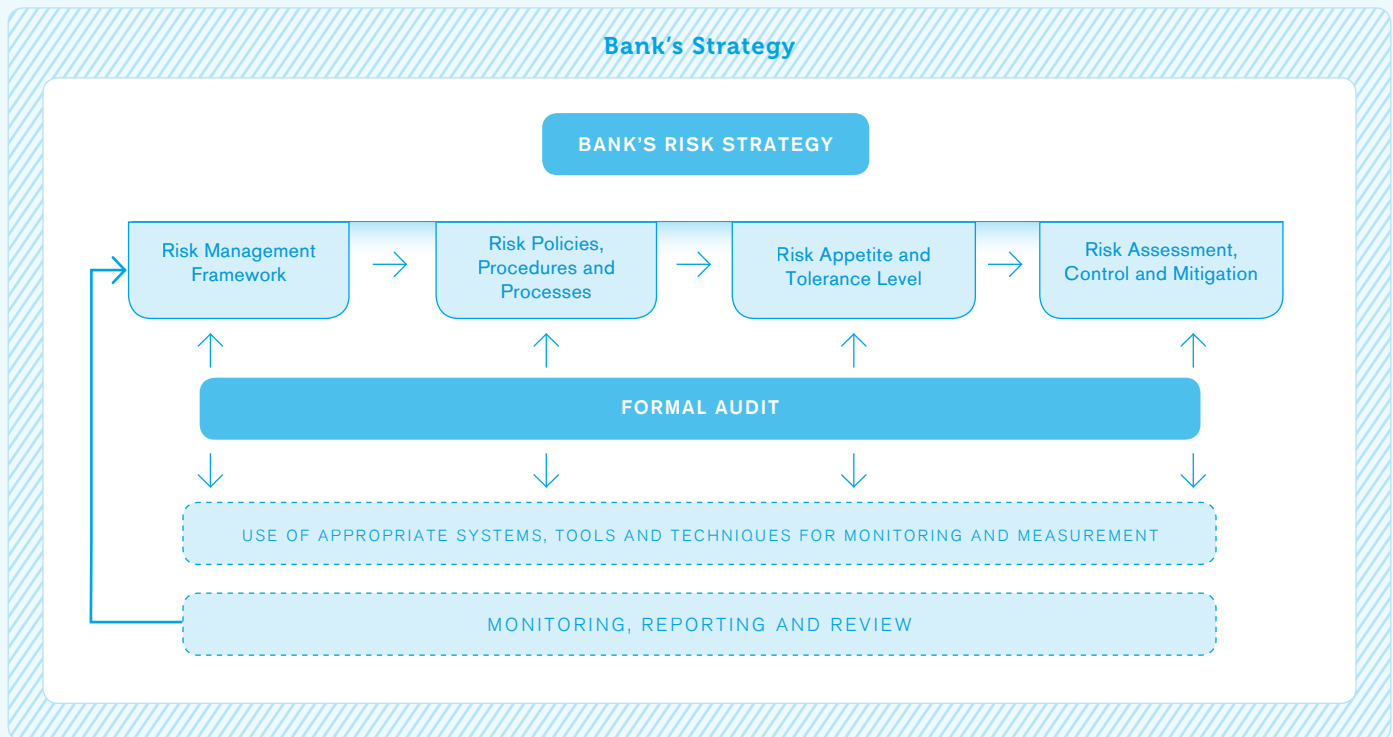 Bank’s Strategy
BANK’S RISK STRATEGY
Risk Management
Framework
Risk Policies,
Procedures and
Processes
Risk Appetite and
Tolerance Level
Risk Assessment,
Control and Mitigation
FORMAL AUDIT
USE OF APPROPRIATE SYSTEMS, TOOLS AND TECHNIQUES FOR MONITORING AND MEASUREMENT
MONITORING, REPORTING AND REVIEW